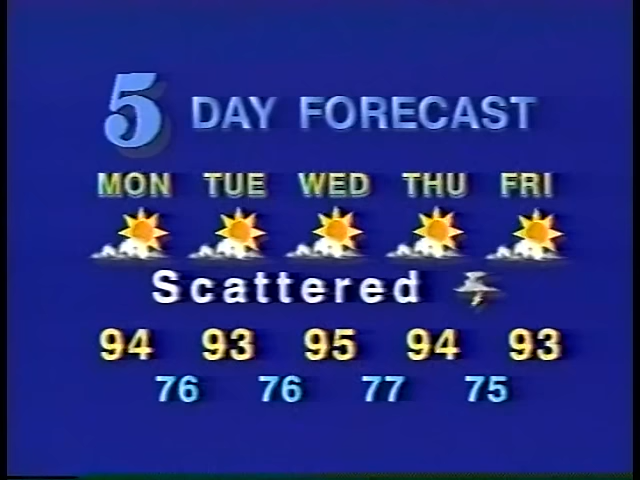 5 DAY FORECAST
MON TUE WED THU FRI
Scattered
94 93 95 94 93
76 76 77 75